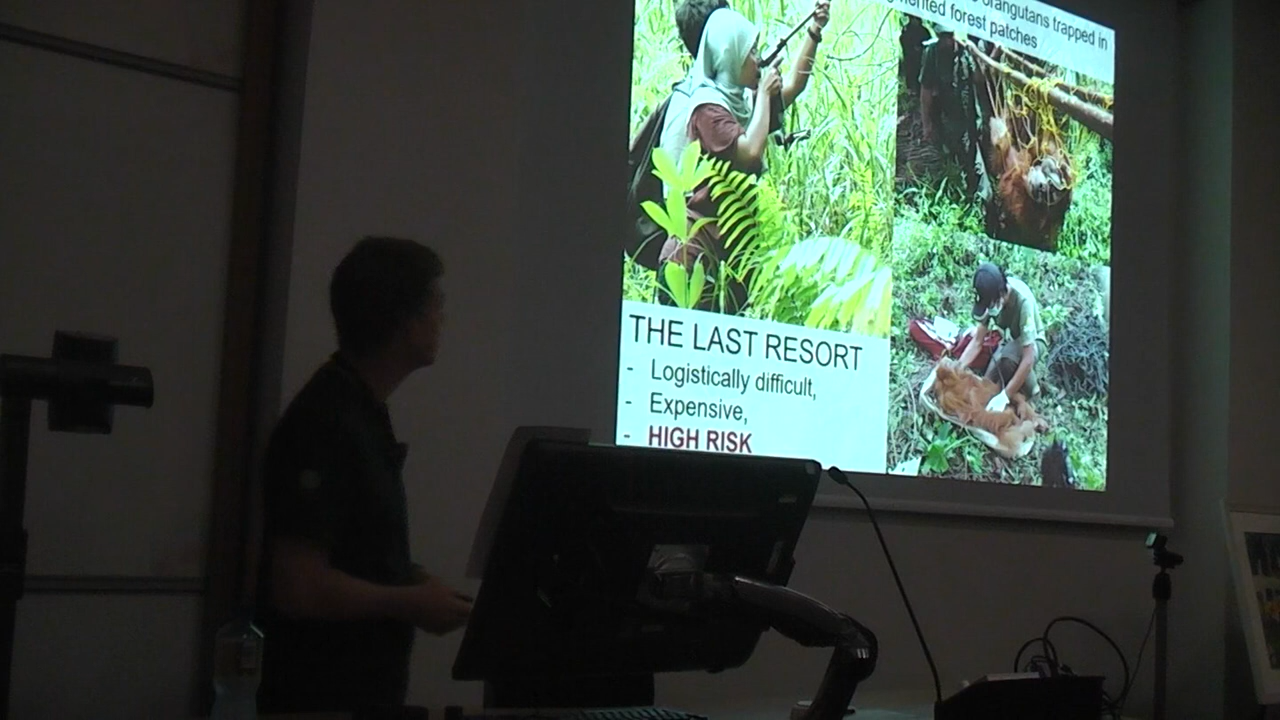 orangutans trapped in
forest patches
THE LAST RESORT
- Logistically difficult,
- Expensive,
- HIGH RISK